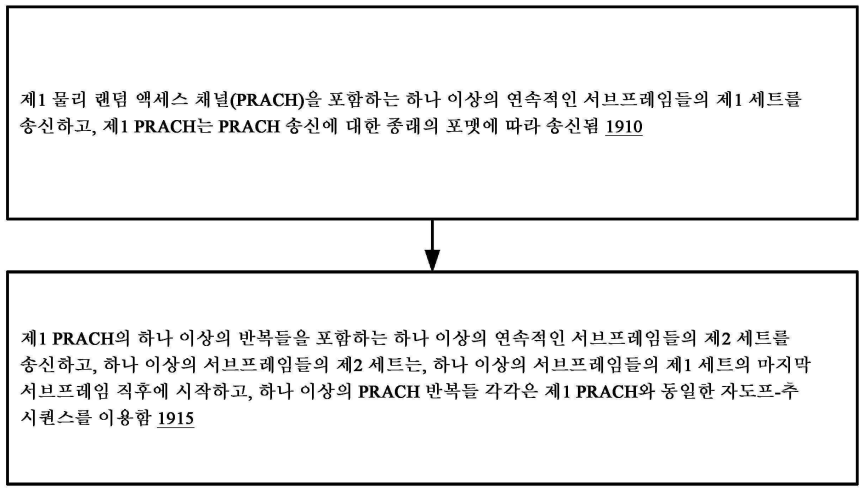 제1 물리 랜덤 액세스 채널(PRACH)을 포함하는 하나 이상의 연속적인 서브프레임들의 제1 세트를
송신하고, 제1 PRACH는 PRACH 송신에 대한 종래의 포맷에 따라 송신됨 1910
제1 PRACH의 하나 이상의 반복들을 포함하는 하나 이상의 연속적인 서브프레임들의 제2 세트를
송신하고, 하나 이상의 서브프레임들의 제2 세트는, 하나 이상의 서브프레임들의 제1 세트의 마지막
서브프레임 직후에 시작하고, 하나 이상의 PRACH 반복들 각각은 제1 PRACH와 동일한 자도프-추
시퀀스를 이용함 1915